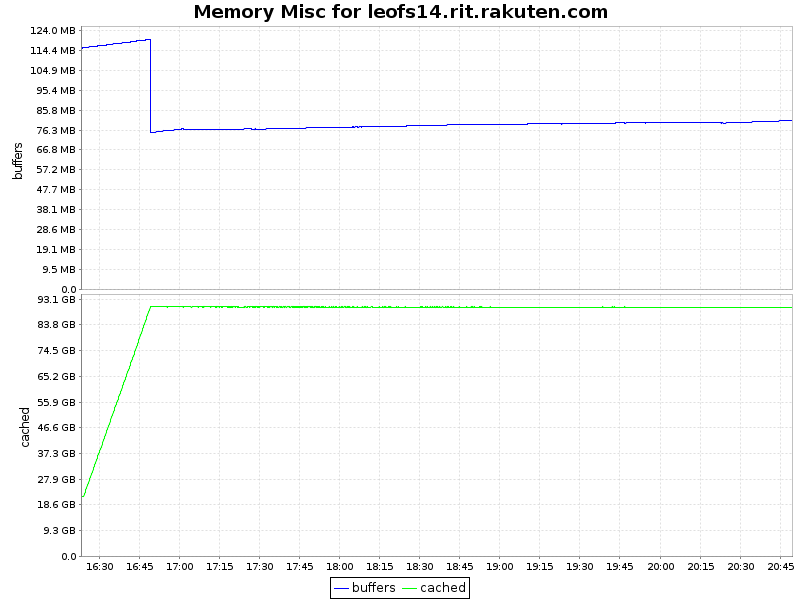 Memory Misc for leofs14.rit.rakuten.com
124.0 MB
114.4 MB
104.9 MB
95.4 MB
85.8 MB
76.3 MB
66.8 MB
57.2 MB
47.7 MB
38.1 MB
28.6 MB
19.1 MB
9.5 MB
0.0
buffers
93.1 GB
83.8 GB
74.5 GB
65.2 GB
55.9 GB
46.6 GB
37.3 GB
27.9 GB
18.6 GB
9.3 GB
0.0
cached
16:30 16:45 17:00 17:15 17:30 17:45 18:00 18:15 18:30 18:45 19:00 19:15 19:30 19:45 20:00 20:15 20:30 20:45
buffers cached